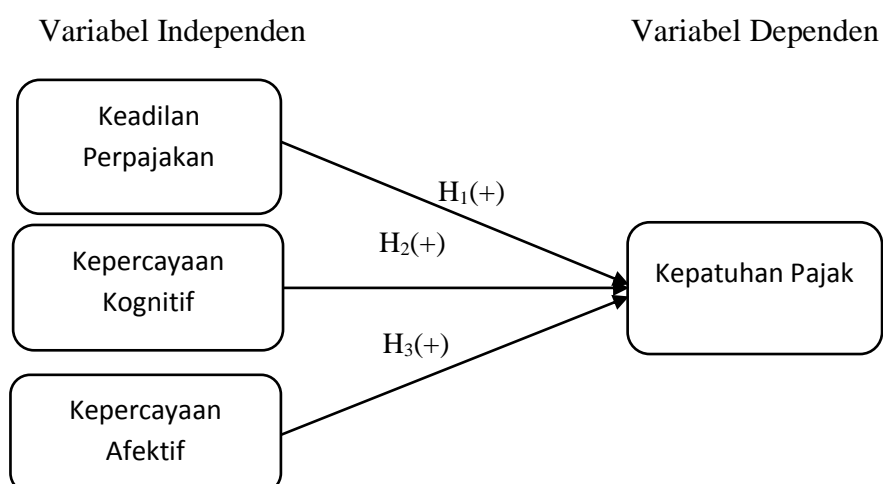 Variabel Independen
Variabel Dependen
Keadilan
Perpajakan
H₁(+)
H₂(+)
Kepercayaan
Kognitif
Kepatuhan Pajak
H₃(+)
Kepercayaan
Afektif